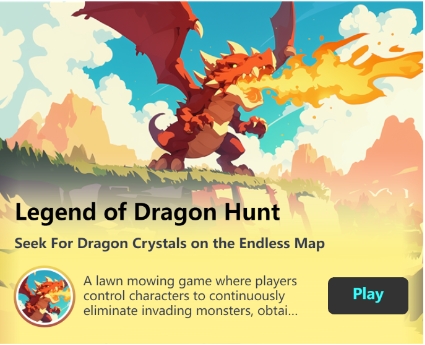 Legend of Dragon Hunt
Seek For Dragon Crystals on the Endless Map
A lawn mowing game where players
control characters to continuously
eliminate invading monsters, obtai...
Play